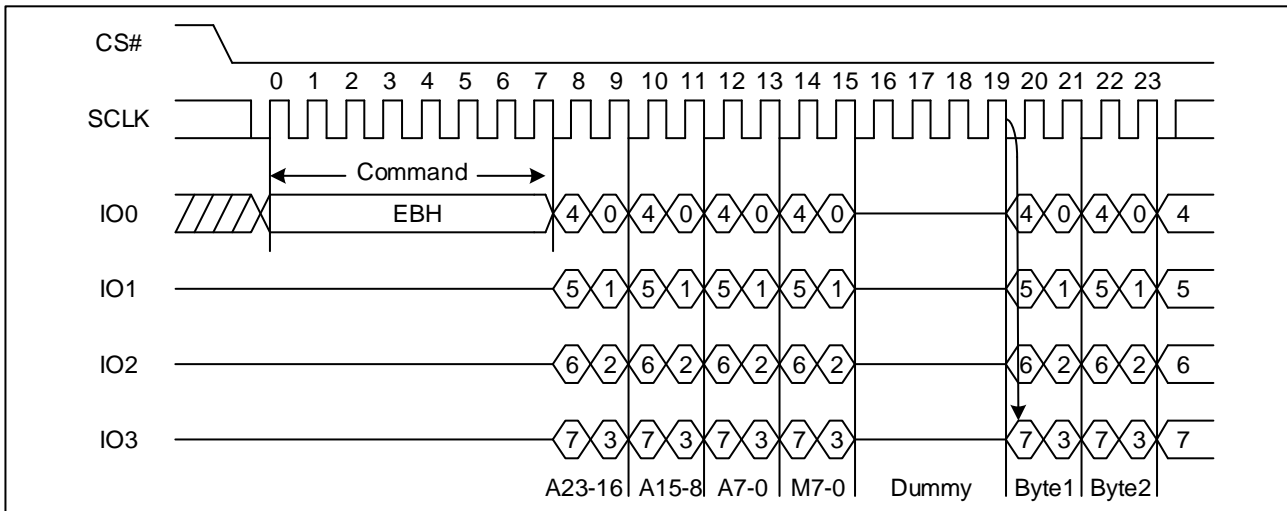 CS#
0 1 2 3 4 5 6 7 8 9 10 11 12 13 14 15 16 17 18 19 20 21 22 23
SCLK
Command
IO0 EBH 4 0 4 0 4 0 4 0 4 0 4 0 4
IO1 5 1 5 1 5 1 5 1 5 1 5 1 5
IO2 6 2 6 2 6 2 6 2 6 2 6 2 6
IO3 7 3 7 3 7 3 7 3 7 3 7 3 7
A23-16 A15-8 A7-0 M7-0 Dummy Byte1 Byte2